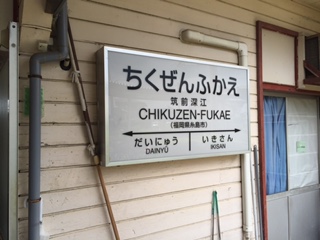 ちくぜんふかえ
筑前深江
CHIKUZEN-FUKAE
(福岡県糸島市)
だいにゅう いきさん
DAINYŪ IKISAN